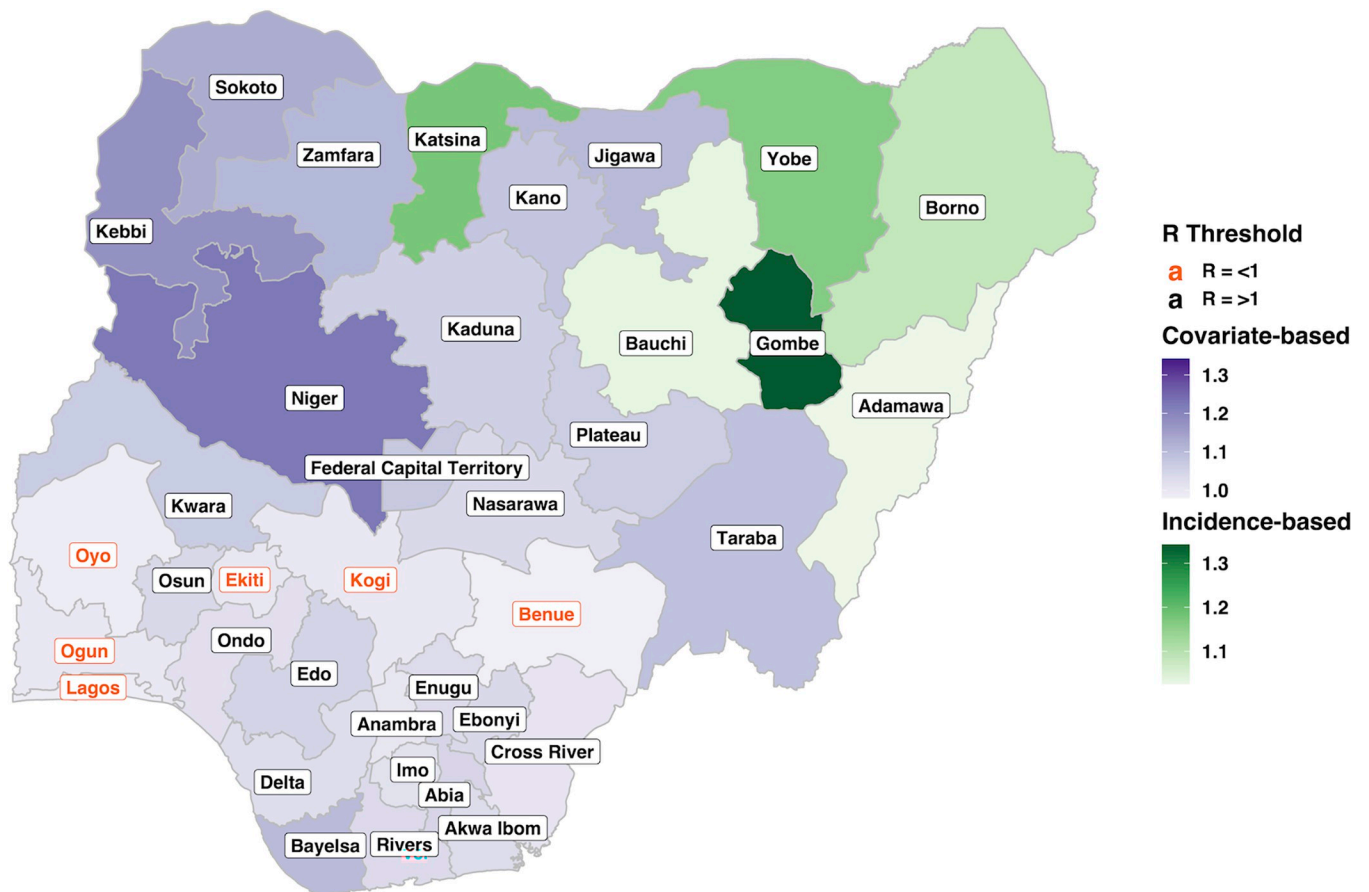 Sokoto
Katsina
Zamfara
Jigawa
Yobe
Kano
Borno
Kebbi
Kaduna
Bauchi
Gombe
Niger
Adamawa
Plateau
Federal Capital Territory
Kwara
Nasarawa
Taraba
Oyo
Osun
Ekiti
Kogi
Benue
Ogun
Ondo
Edo
Lagos
Enugu
Anambra
Ebonyi
Cross River
Delta
Imo
Abia
Akwa Ibom
Bayelsa
Rivers
R Threshold
a R = <1
a R = >1
Covariate-based
1.3
1.2
1.1
1.0
Incidence-based
1.3
1.2
1.1